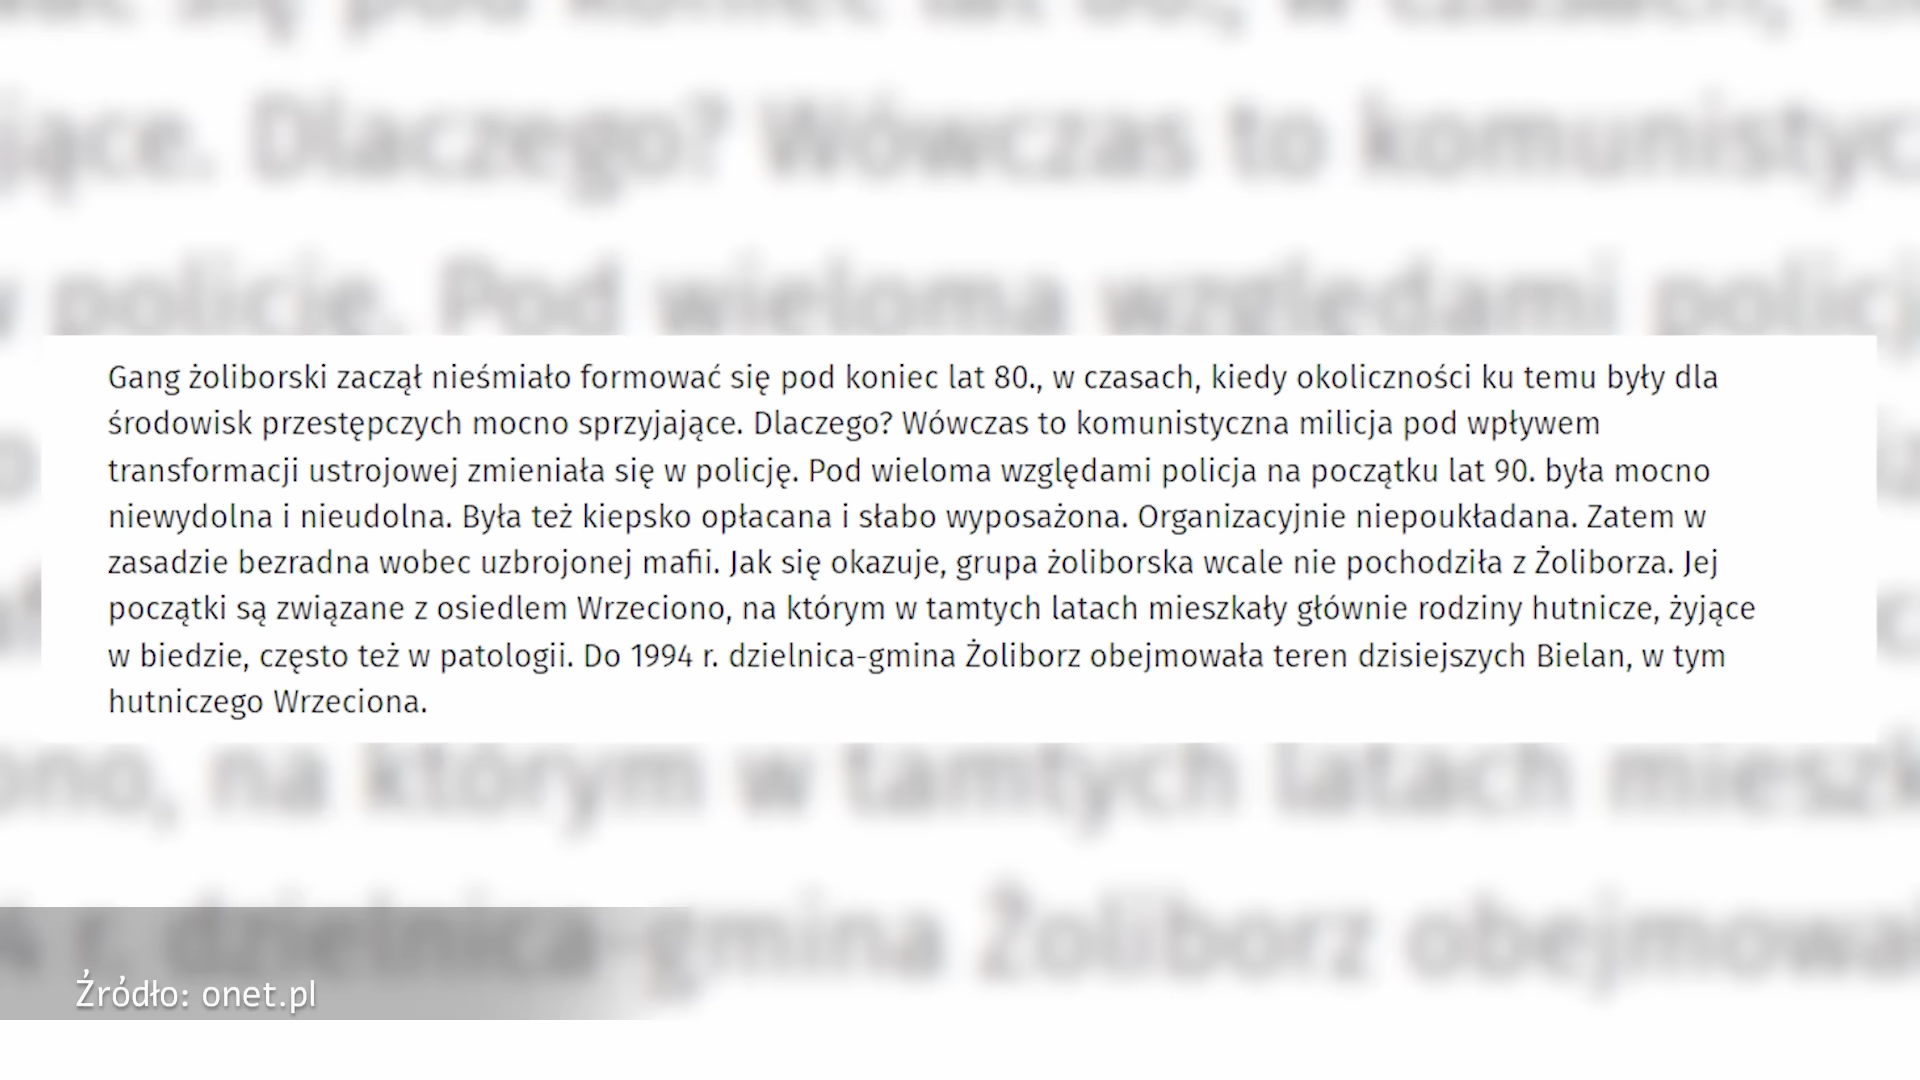 Gang żoliborski zaczął nieśmiało formować się pod koniec lat 80., w czasach, kiedy okoliczności ku temu były dla
środowisk przestępczych mocno sprzyjające. Dlaczego? Wówczas to komunistyczna milicja pod wpływem
transformacji ustrojowej zmieniała się w policję. Pod wieloma względami policja na początku lat 90. była mocno
niewydolna i nieudolna. Była też kiepsko opłacana i słabo wyposażona. Organizacyjnie niepoukładana. Zatem w
zasadzie bezradna wobec uzbrojonej mafii. Jak się okazuje, grupa żoliborska wcale nie pochodziła z Żoliborza. Jej
początki są związane z osiedlem Wrzeciono, na którym w tamtych latach mieszkały głównie rodziny hutnicze, żyjące
w biedzie, często też w patologii. Do 1994 r. dzielnica-gmina Żoliborz obejmowała teren dzisiejszych Bielan, w tym
hutniczego Wrzeciona.
Źródło: onet.pl